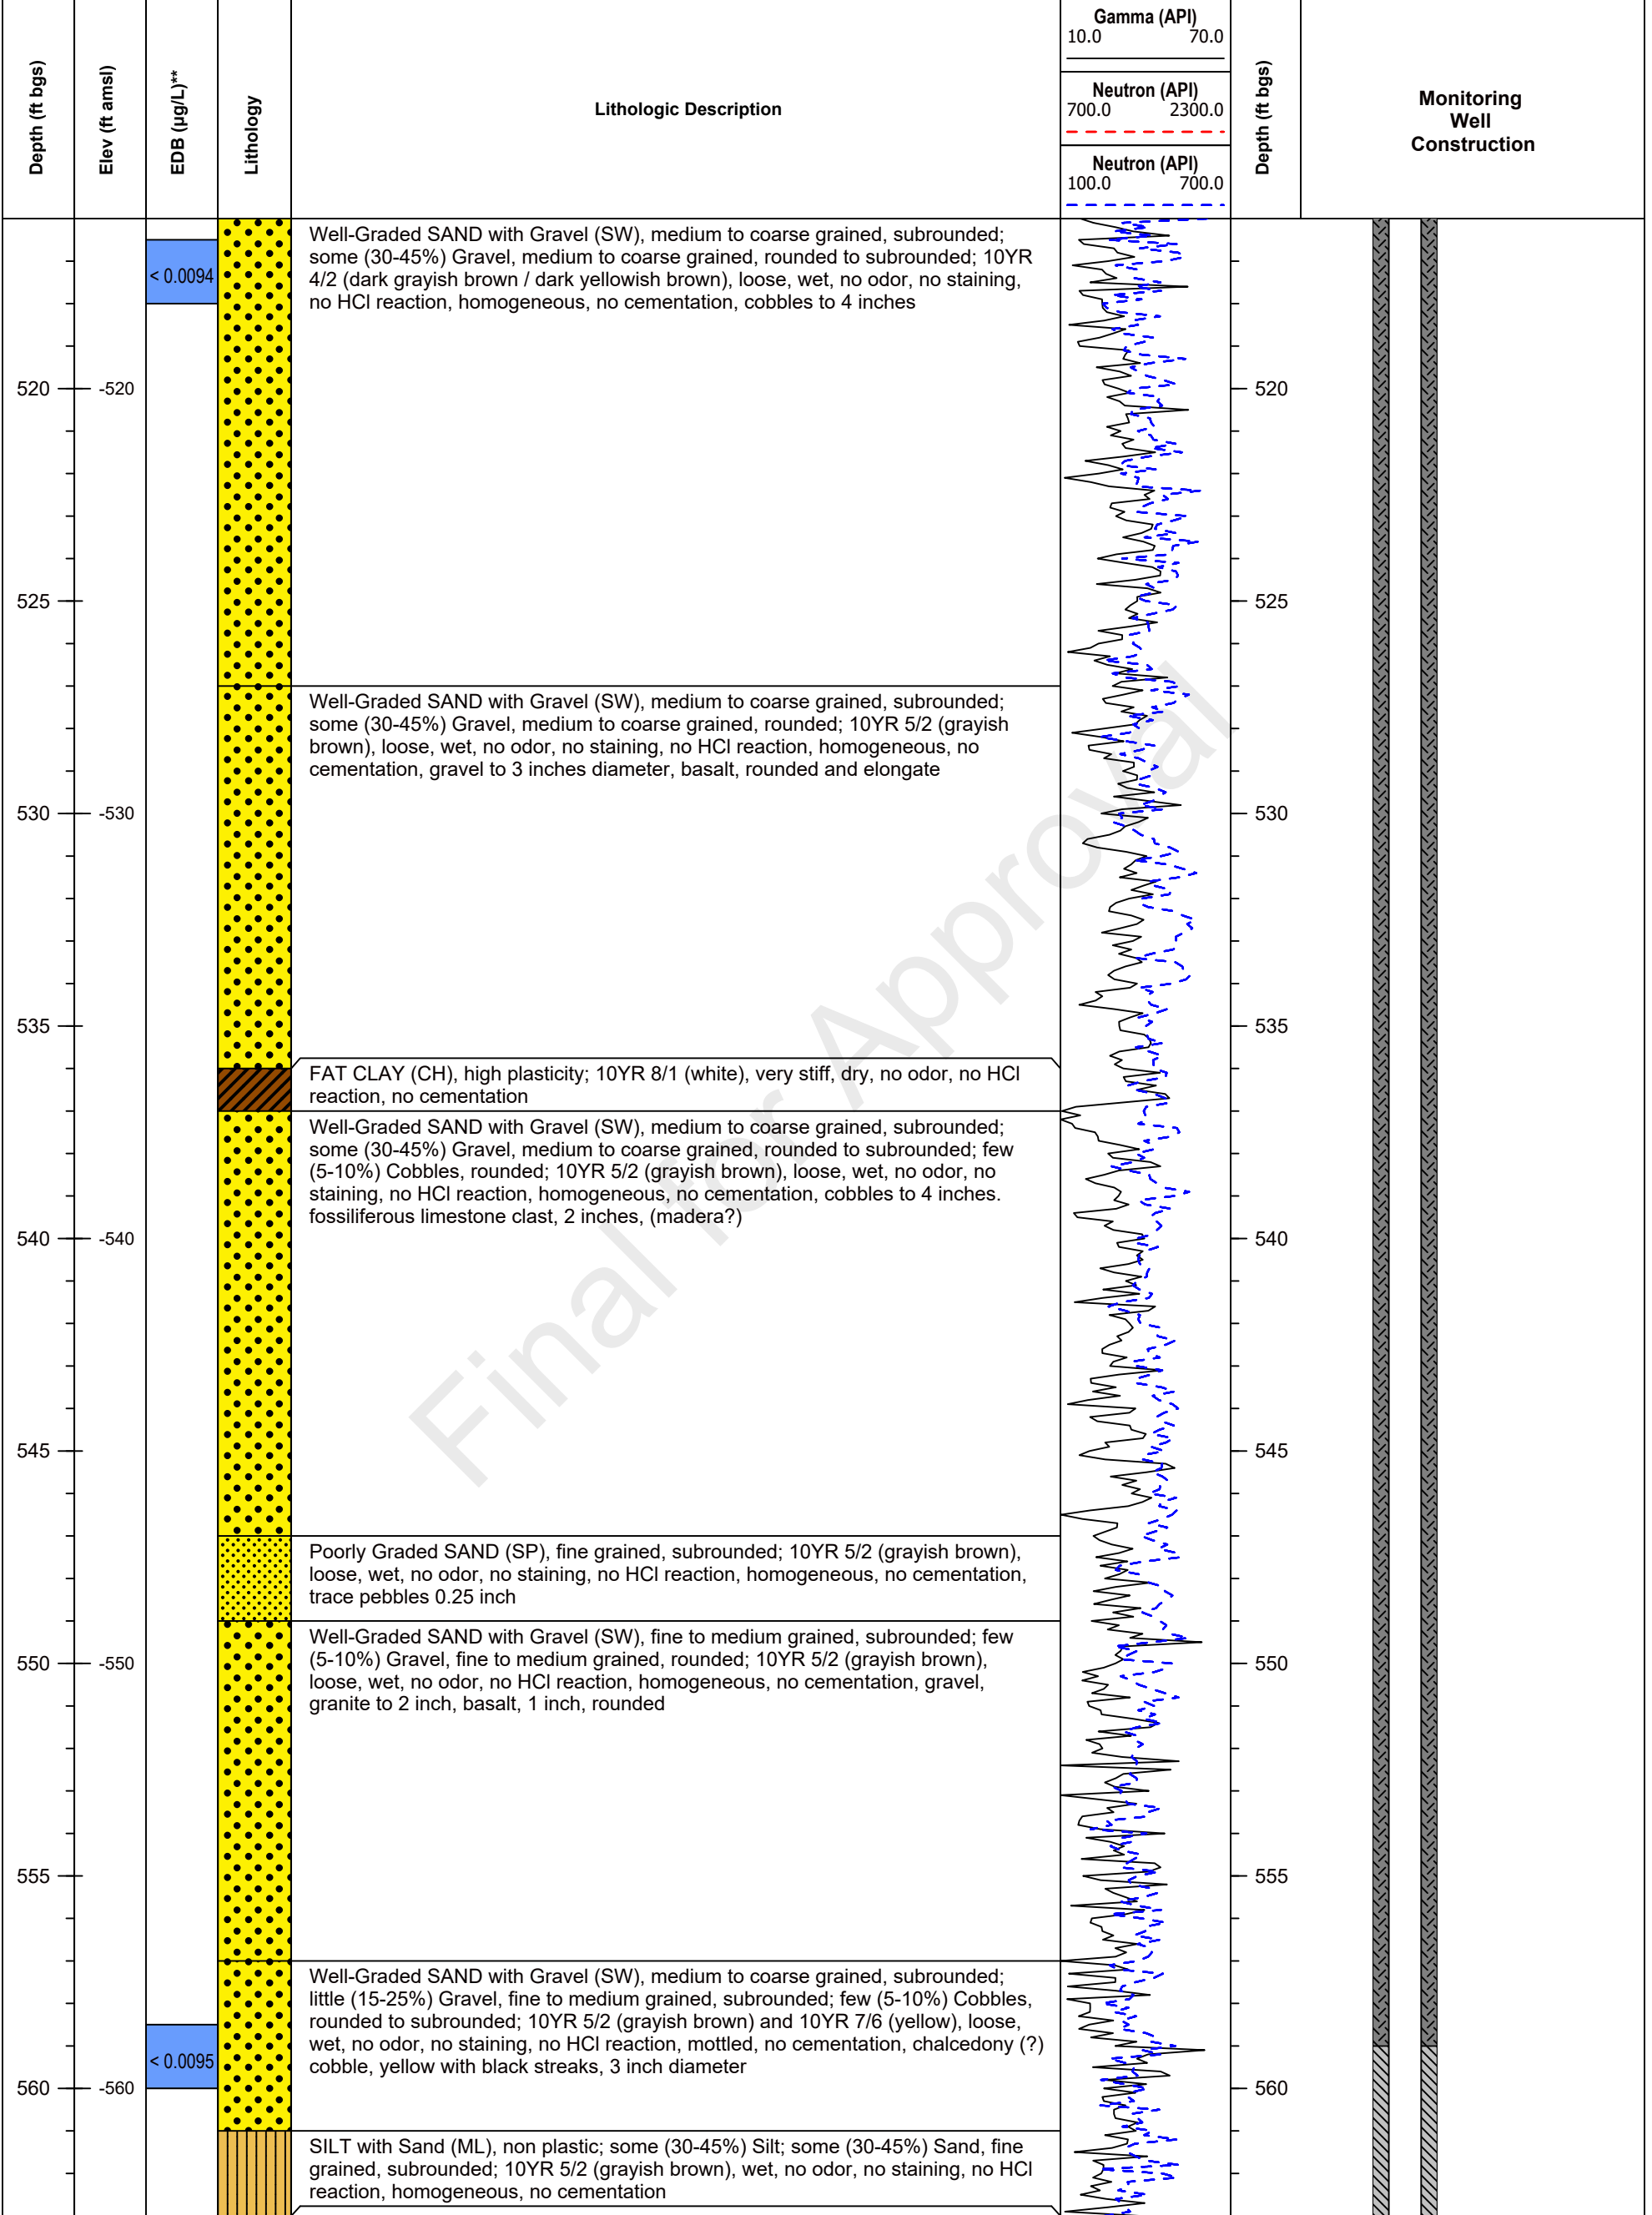 Depth (ft bgs)
Elev (ft amsl)
EDB (µg/L)**
Lithology
Lithologic Description
Gamma (API)
10.0 70.0
Neutron (API)
700.0 2300.0
Neutron (API)
100.0 700.0
Depth (ft bgs)
Monitoring
Well
Construction
Well-Graded SAND with Gravel (SW), medium to coarse grained, subrounded;
some (30-45%) Gravel, medium to coarse grained, rounded to subrounded; 10YR
4/2 (dark grayish brown / dark yellowish brown), loose, wet, no odor, no staining,
no HCl reaction, homogeneous, no cementation, cobbles to 4 inches
< 0.0094
520 -520 520
525 525
Well-Graded SAND with Gravel (SW), medium to coarse grained, subrounded;
some (30-45%) Gravel, medium to coarse grained, rounded; 10YR 5/2 (grayish
brown), loose, wet, no odor, no staining, no HCl reaction, homogeneous, no
cementation, gravel to 3 inches diameter, basalt, rounded and elongate
530 -530 530
535 535
FAT CLAY (CH), high plasticity; 10YR 8/1 (white), very stiff, dry, no odor, no HCl
reaction, no cementation
Well-Graded SAND with Gravel (SW), medium to coarse grained, subrounded;
some (30-45%) Gravel, medium to coarse grained, rounded to subrounded; few
(5-10%) Cobbles, rounded; 10YR 5/2 (grayish brown), loose, wet, no odor, no
staining, no HCl reaction, homogeneous, no cementation, cobbles to 4 inches.
fossiliferous limestone clast, 2 inches, (madera?)
540 -540 540
545 545
Final for Approval
Poorly Graded SAND (SP), fine grained, subrounded; 10YR 5/2 (grayish brown),
loose, wet, no odor, no staining, no HCl reaction, homogeneous, no cementation,
trace pebbles 0.25 inch
Well-Graded SAND with Gravel (SW), fine to medium grained, subrounded; few
(5-10%) Gravel, fine to medium grained, rounded; 10YR 5/2 (grayish brown),
loose, wet, no odor, no HCl reaction, homogeneous, no cementation, gravel,
granite to 2 inch, basalt, 1 inch, rounded
550 -550 550
555 555
Well-Graded SAND with Gravel (SW), medium to coarse grained, subrounded;
little (15-25%) Gravel, fine to medium grained, subrounded; few (5-10%) Cobbles,
rounded to subrounded; 10YR 5/2 (grayish brown) and 10YR 7/6 (yellow), loose,
wet, no odor, no staining, no HCl reaction, mottled, no cementation, chalcedony (?)
cobble, yellow with black streaks, 3 inch diameter
< 0.0095
560 -560 560
SILT with Sand (ML), non plastic; some (30-45%) Silt; some (30-45%) Sand, fine
grained, subrounded; 10YR 5/2 (grayish brown), wet, no odor, no staining, no HCl
reaction, homogeneous, no cementation